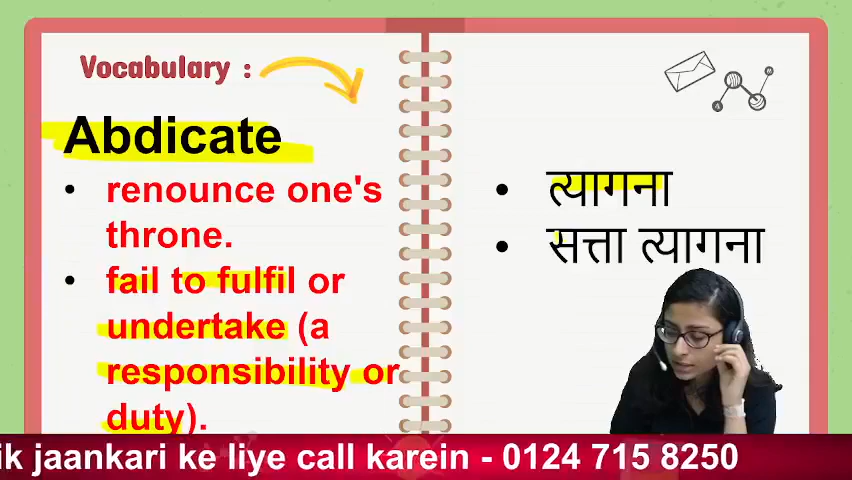 Vocabulary :
Abdicate
• renounce one's
throne.
• fail to fulfil or
undertake (a
responsibility or
duty).
• त्यागना
• सत्ता त्यागना
ik jaankari ke liye call karein - 0124 715 8250